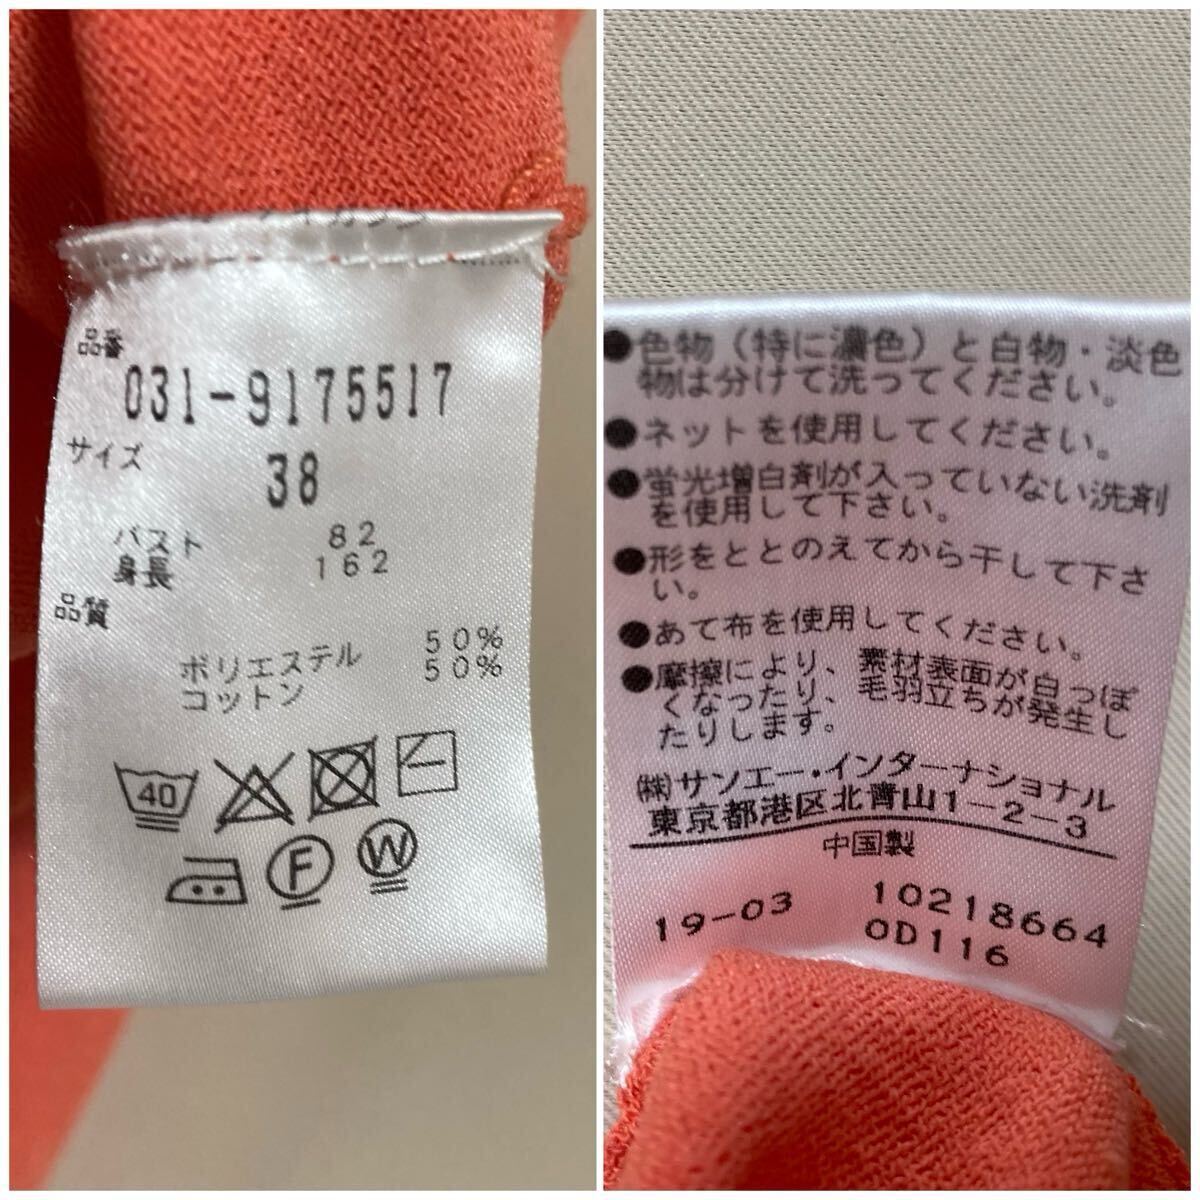 品番
031-9175517
サイズ
38
バスト 82
身長 162
品質
ポリエステル 50%
コットン 50%
40
F
W
●色物(特に濃色)と白物・淡色
物は分けて洗ってください。
●ネットを使用してください。
●蛍光増白剤が入っていない洗剤
を使用して下さい。
●形をととのえてから干して下さ
い。
●あて布を使用してください。
●摩擦により、素材表面が白っぽ
くなったり、毛羽立ちが発生し
たりします。
㈱サンエー・インターナショナル
東京都港区北青山1-2-3
中国製
19-03 10218664
0D116